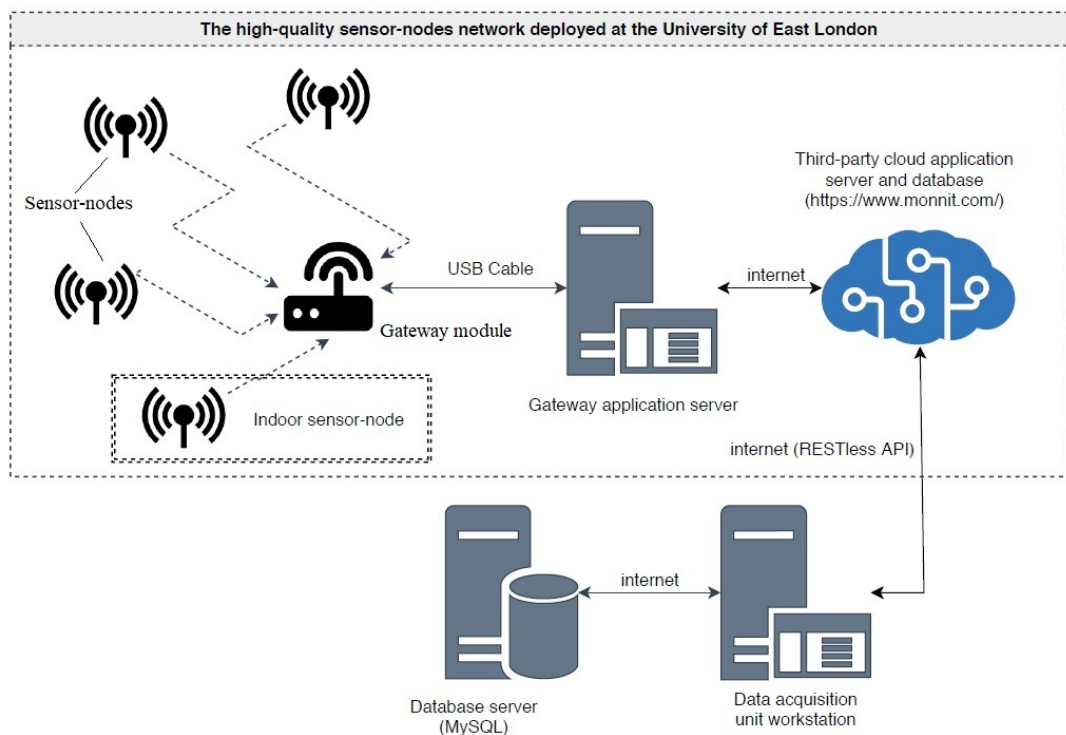 The high-quality sensor-nodes network deployed at the University of East London
Sensor-nodes
Third-party cloud application
server and database
(https://www.monnit.com/)
USB Cable
internet
Gateway module
Indoor sensor-node
Gateway application server
internet (RESTless API)
internet
Database server
(MySQL)
Data acquisition
unit workstation